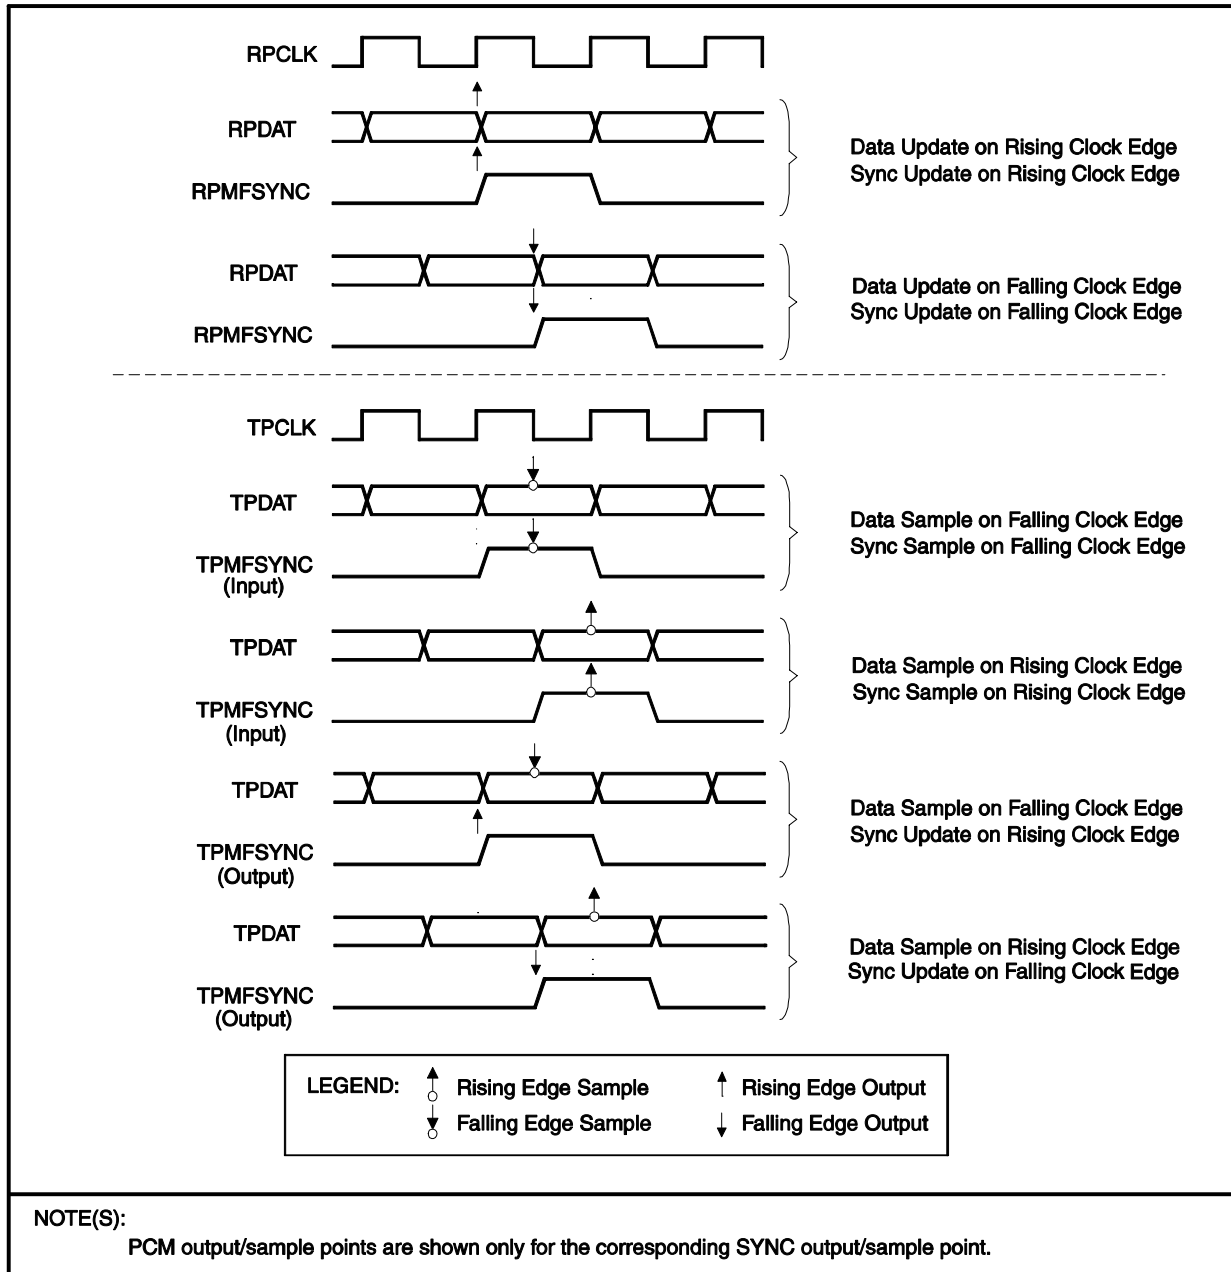 RPCLK
RPDAT
RPMFSYNC
Data Update on Rising Clock Edge
Sync Update on Rising Clock Edge
RPDAT
RPMFSYNC
Data Update on Falling Clock Edge
Sync Update on Falling Clock Edge
TPCLK
TPDAT
TPMFSYNC
(Input)
Data Sample on Falling Clock Edge
Sync Sample on Falling Clock Edge
TPDAT
TPMFSYNC
(Input)
Data Sample on Rising Clock Edge
Sync Sample on Rising Clock Edge
TPDAT
TPMFSYNC
(Output)
Data Sample on Falling Clock Edge
Sync Update on Rising Clock Edge
TPDAT
TPMFSYNC
(Output)
Data Sample on Rising Clock Edge
Sync Update on Falling Clock Edge
LEGEND:
Rising Edge Sample
Rising Edge Output
Falling Edge Sample
Falling Edge Output
NOTE(S):
PCM output/sample points are shown only for the corresponding SYNC output/sample point.